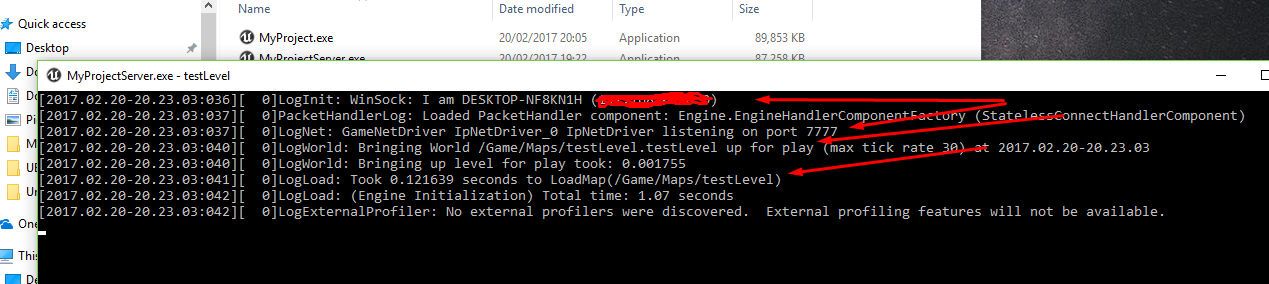 Quick access
Name Date modified Type Size
Desktop
MyProject.exe 20/02/2017 20:05 Application 89,853 KB
MyProjectServer.exe 20/02/2017 19:22 Application 87,258 KB
MyProjectServer.exe - testLevel
[2017.02.20-20.23.03:036][  0]LogInit: WinSock: I am DESKTOP-NF8KN1H ( )
[2017.02.20-20.23.03:037][  0]PacketHandlerLog: Loaded PacketHandler component: Engine.EngineHandlerComponentFactory (StatelessConnectHandlerComponent)
[2017.02.20-20.23.03:037][  0]LogNet: GameNetDriver IpNetDriver_0 IpNetDriver listening on port 7777
[2017.02.20-20.23.03:040][  0]LogWorld: Bringing World /Game/Maps/testLevel.testLevel up for play (max tick rate 30) at 2017.02.20-20.23.03
[2017.02.20-20.23.03:040][  0]LogWorld: Bringing up level for play took: 0.001755
[2017.02.20-20.23.03:041][  0]LogLoad: Took 0.121639 seconds to LoadMap(/Game/Maps/testLevel)
[2017.02.20-20.23.03:042][  0]LogLoad: (Engine Initialization) Total time: 1.07 seconds
[2017.02.20-20.23.03:042][  0]LogExternalProfiler: No external profilers were discovered.  External profiling features will not be available.
Do
Do
Pi
M
UE
Un
One
This
De